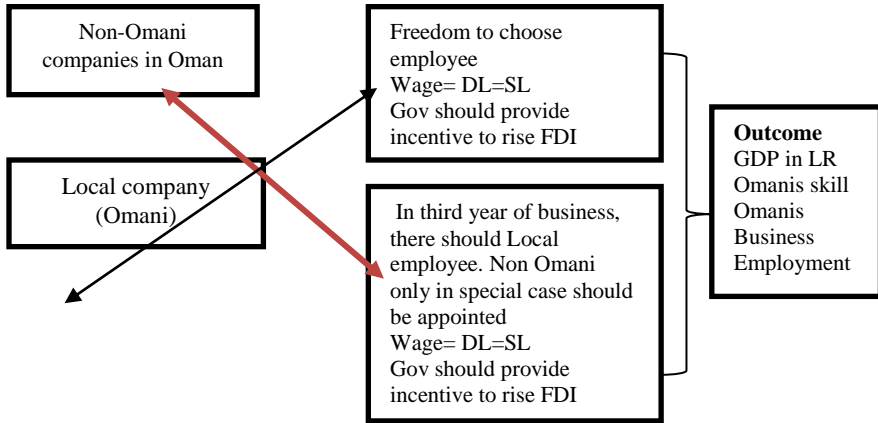 Non-Omani
companies in Oman
Local company
(Omani)
Freedom to choose
employee
Wage= DL=SL
Gov should provide
incentive to rise FDI
In third year of business,
there should Local
employee. Non Omani
only in special case should
be appointed
Wage= DL=SL
Gov should provide
incentive to rise FDI
Outcome
GDP in LR
Omanis skill
Omanis
Business
Employment